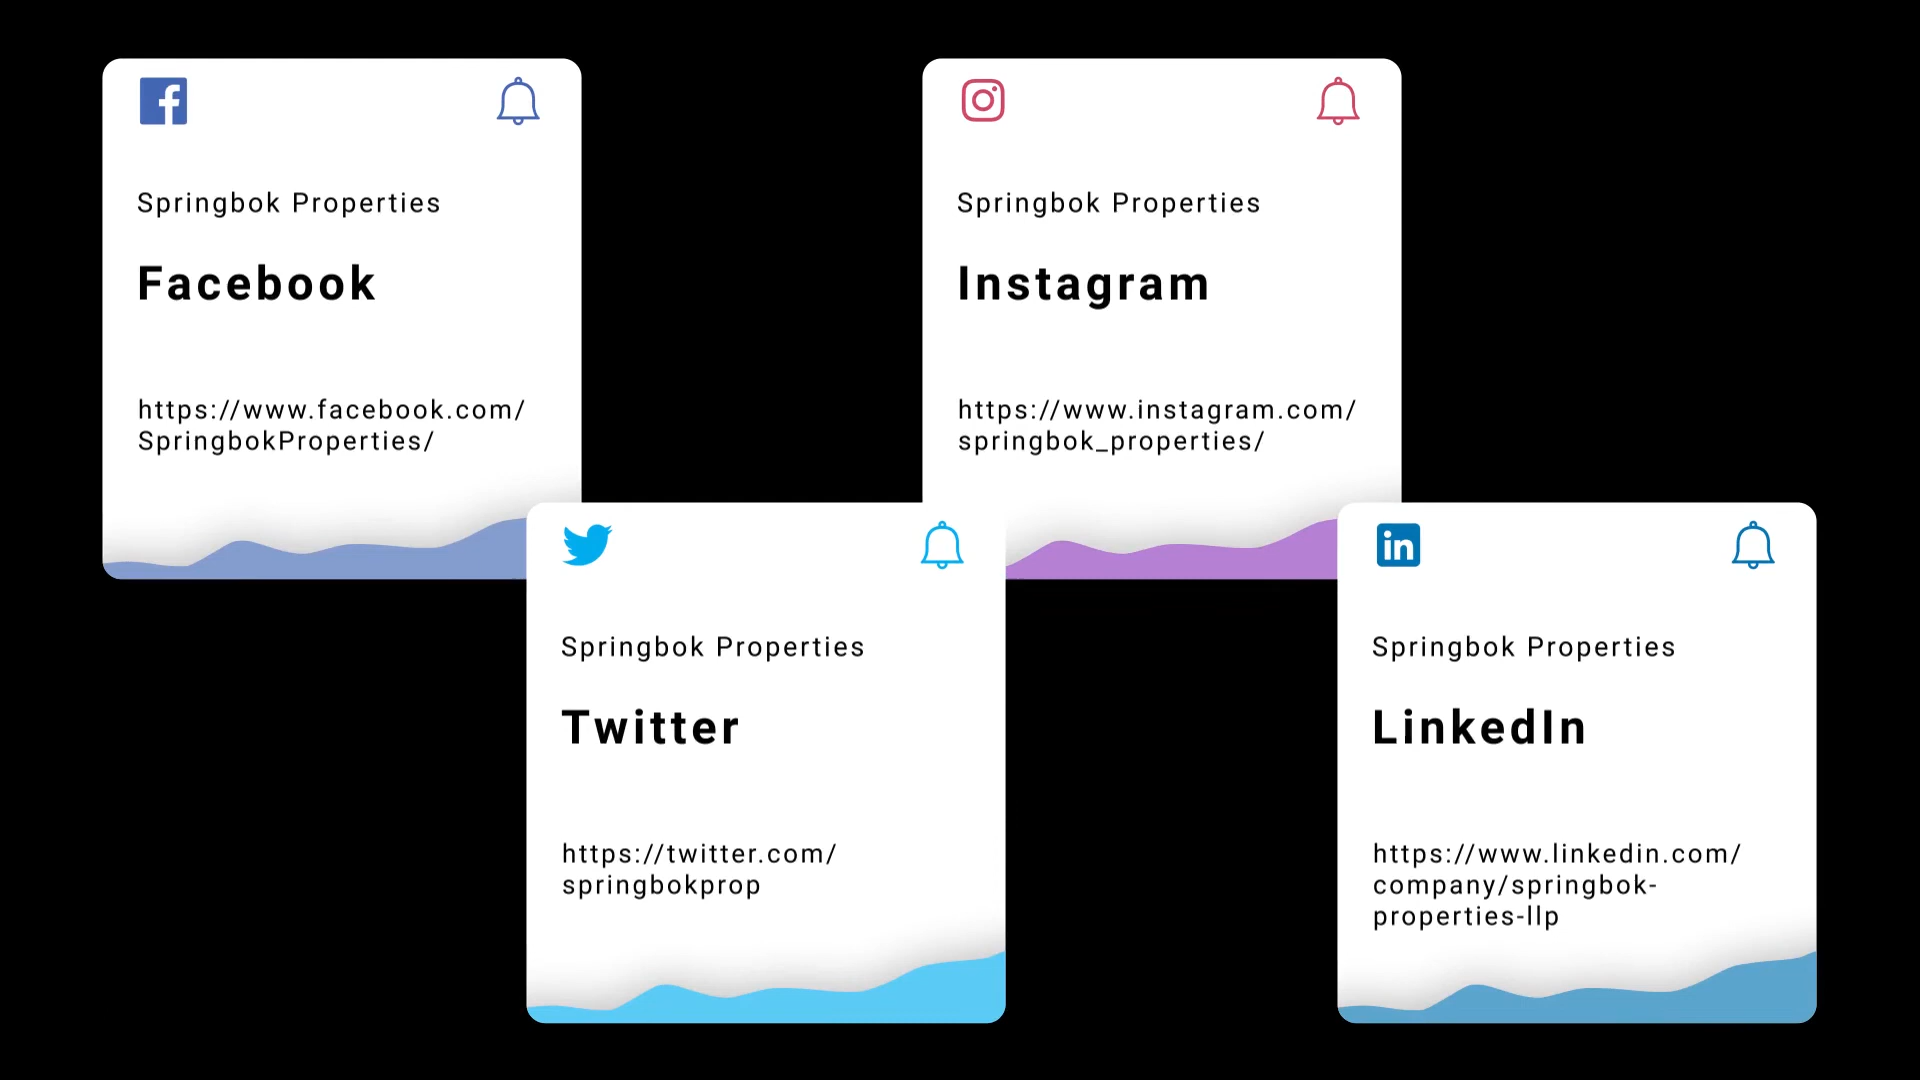 Springbok Properties
Facebook
https://www.facebook.com/
SpringbokProperties/
Springbok Properties
Instagram
https://www.instagram.com/
springbok_properties/
Springbok Properties
Twitter
https://twitter.com/
springbokprop
in
Springbok Properties
LinkedIn
https://www.linkedin.com/
company/springbok-
properties-llp